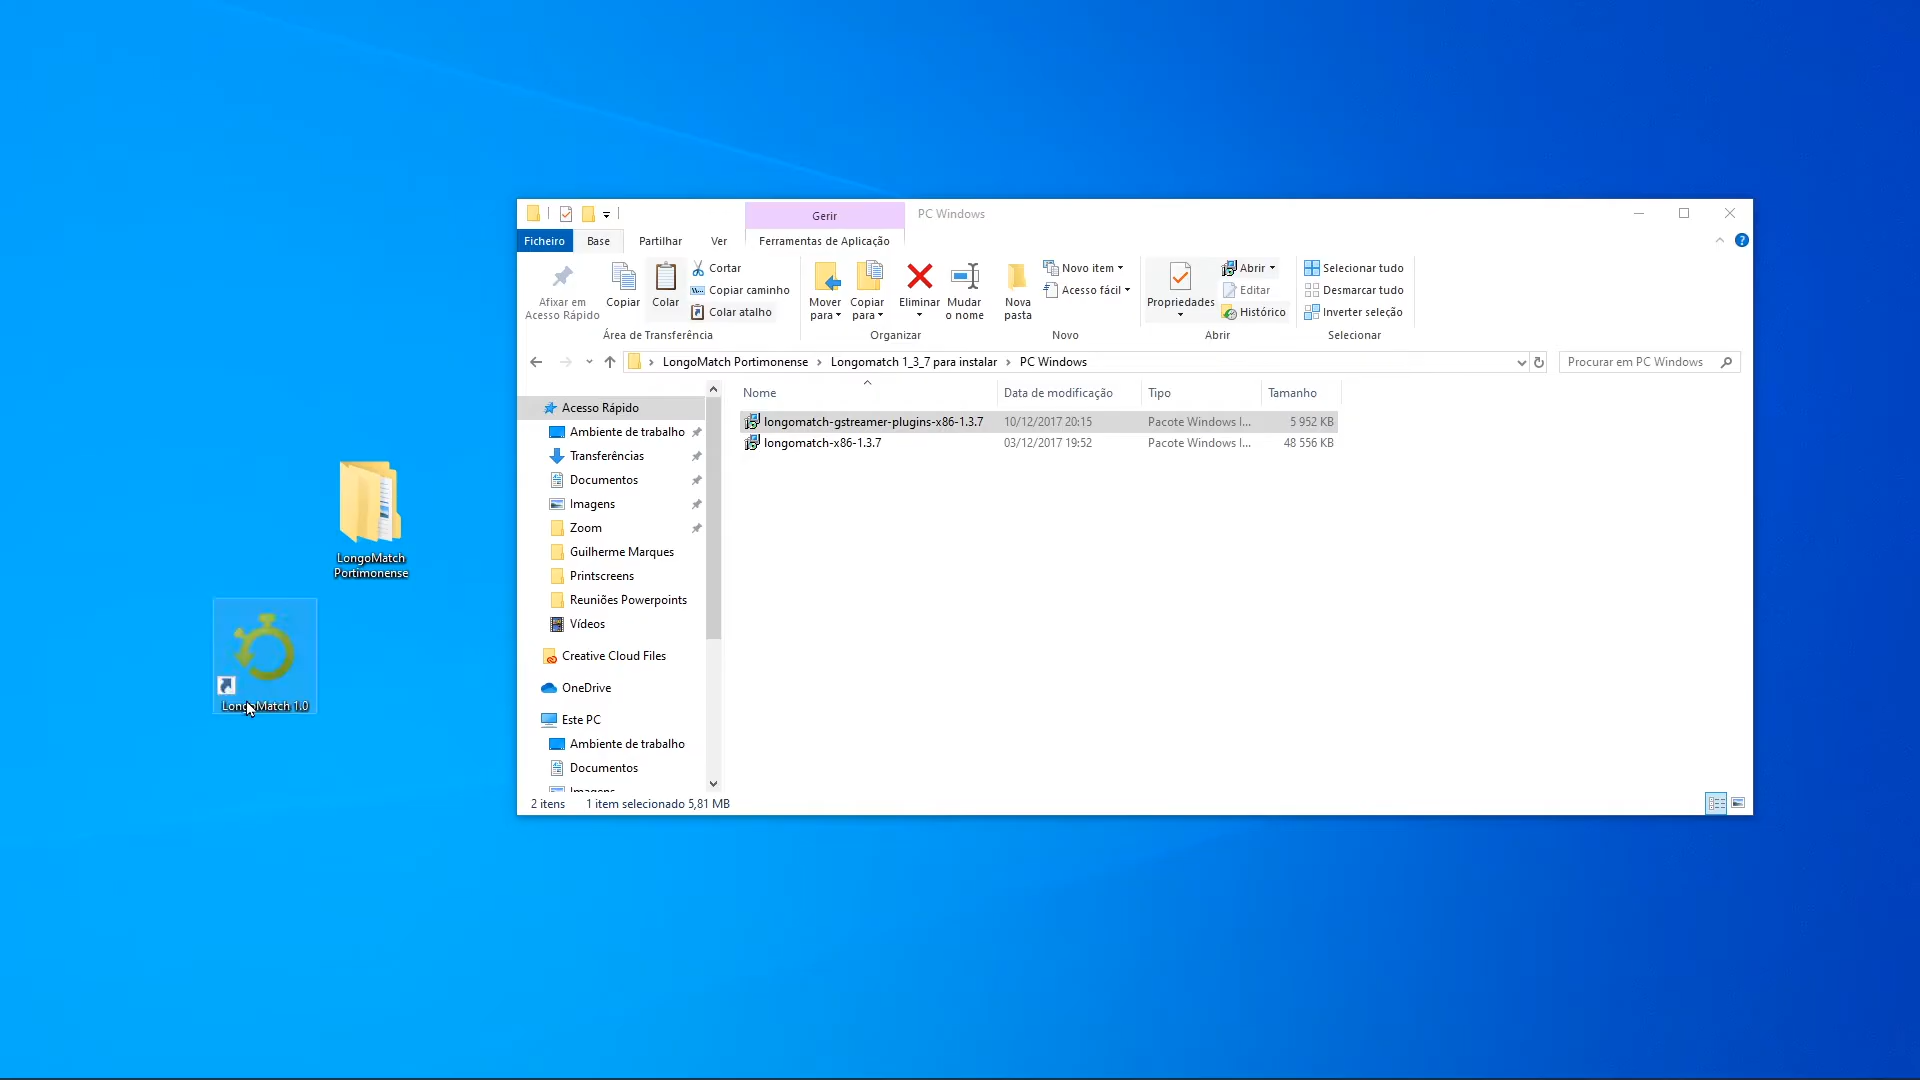 Gerir
PC Windows
Ficheiro
Base
Partilhar
Ver
Ferramentas de Aplicação
Afixar em
Acesso Rápido
Copiar
Colar
Cortar
Copiar caminho
Colar atalho
Área de Transferência
Mover
para
Copiar
para
Eliminar
Mudar
o nome
Organizar
Nova
pasta
Novo item
Acesso fácil
Novo
Propriedades
Abrir
Editar
Histórico
Abrir
Selecionar tudo
Desmarcar tudo
Inverter seleção
Selecionar
LongoMatch Portimonense > Longomatch 1_3_7 para instalar > PC Windows
Procurar em PC Windows
Nome
Data de modificação
Tipo
Tamanho
longomatch-gstreamer-plugins-x86-1.3.7 10/12/2017 20:15 Pacote Windows I... 5 952 KB
longomatch-x86-1.3.7 03/12/2017 19:52 Pacote Windows I... 48 556 KB
Acesso Rápido
Ambiente de trabalho
Transferências
Documentos
Imagens
Zoom
Guilherme Marques
Printscreens
Reuniões Powerpoints
Vídeos
Creative Cloud Files
OneDrive
Este PC
Ambiente de trabalho
Documentos
Imagens
2 itens
1 item selecionado 5,81 MB
LongoMatch
Portimonense
LongoMatch 1.0